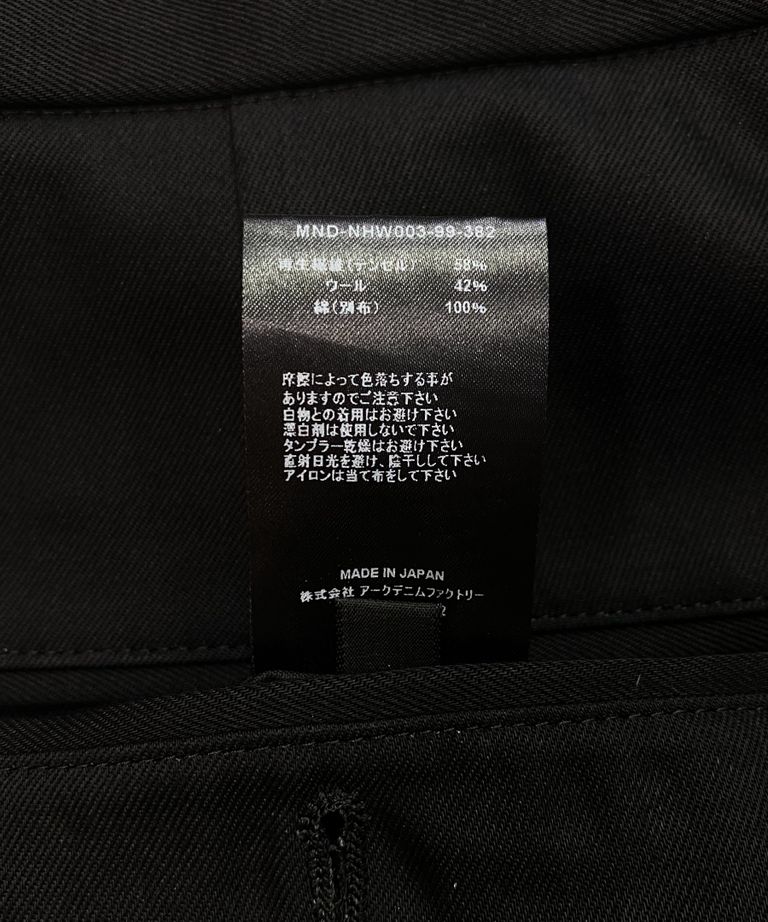 MND-NHW003-99-382
再生繊維(テンセル) 58%
ウール 42%
綿(別布) 100%
摩擦によって色落ちする事が
ありますのでご注意下さい
白物との着用はお避け下さい
漂白剤は使用しないで下さい
タンブラー乾燥はお避け下さい
直射日光を避け、陰干しして下さい
アイロンは当て布をして下さい
MADE IN JAPAN
株式会社 アークデニムファクトリー